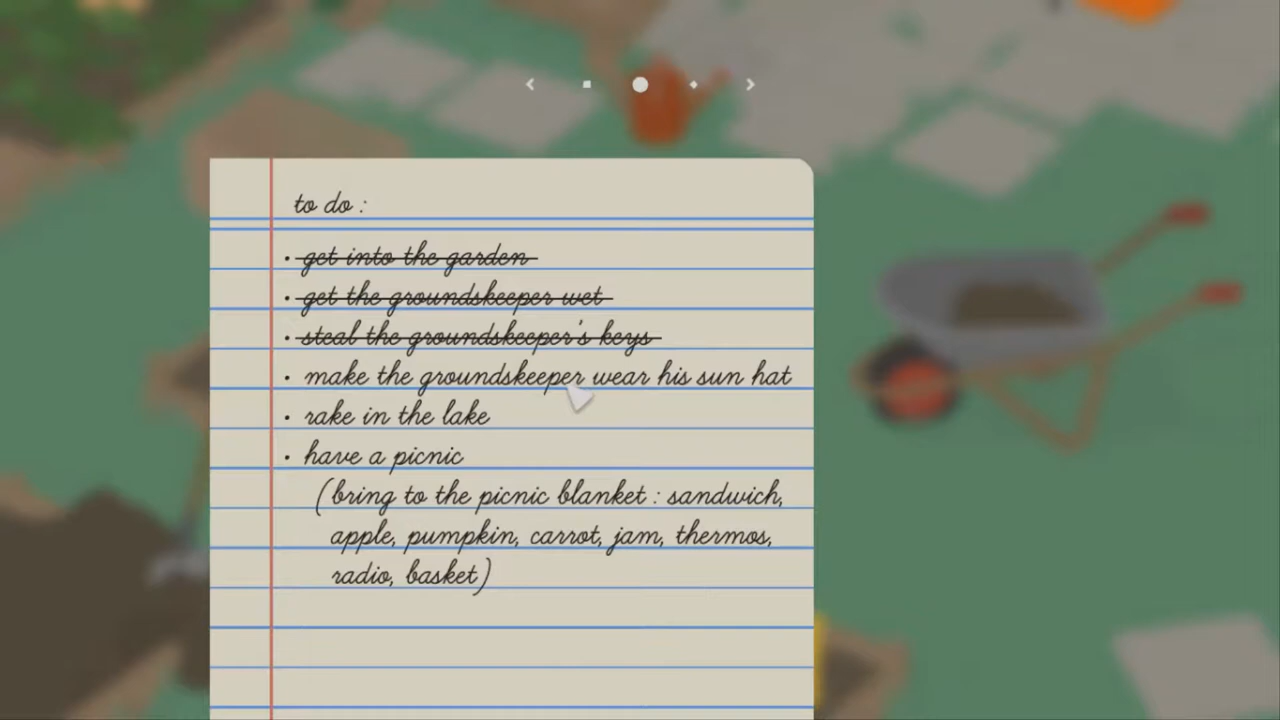 to do :
• get into the garden
• get the groundskeeper wet
• steal the groundskeeper's keys
• make the groundskeeper wear his sun hat
• rake in the lake
• have a picnic
(bring to the picnic blanket : sandwich,
apple, pumpkin, carrot, jam, thermos,
radio, basket)